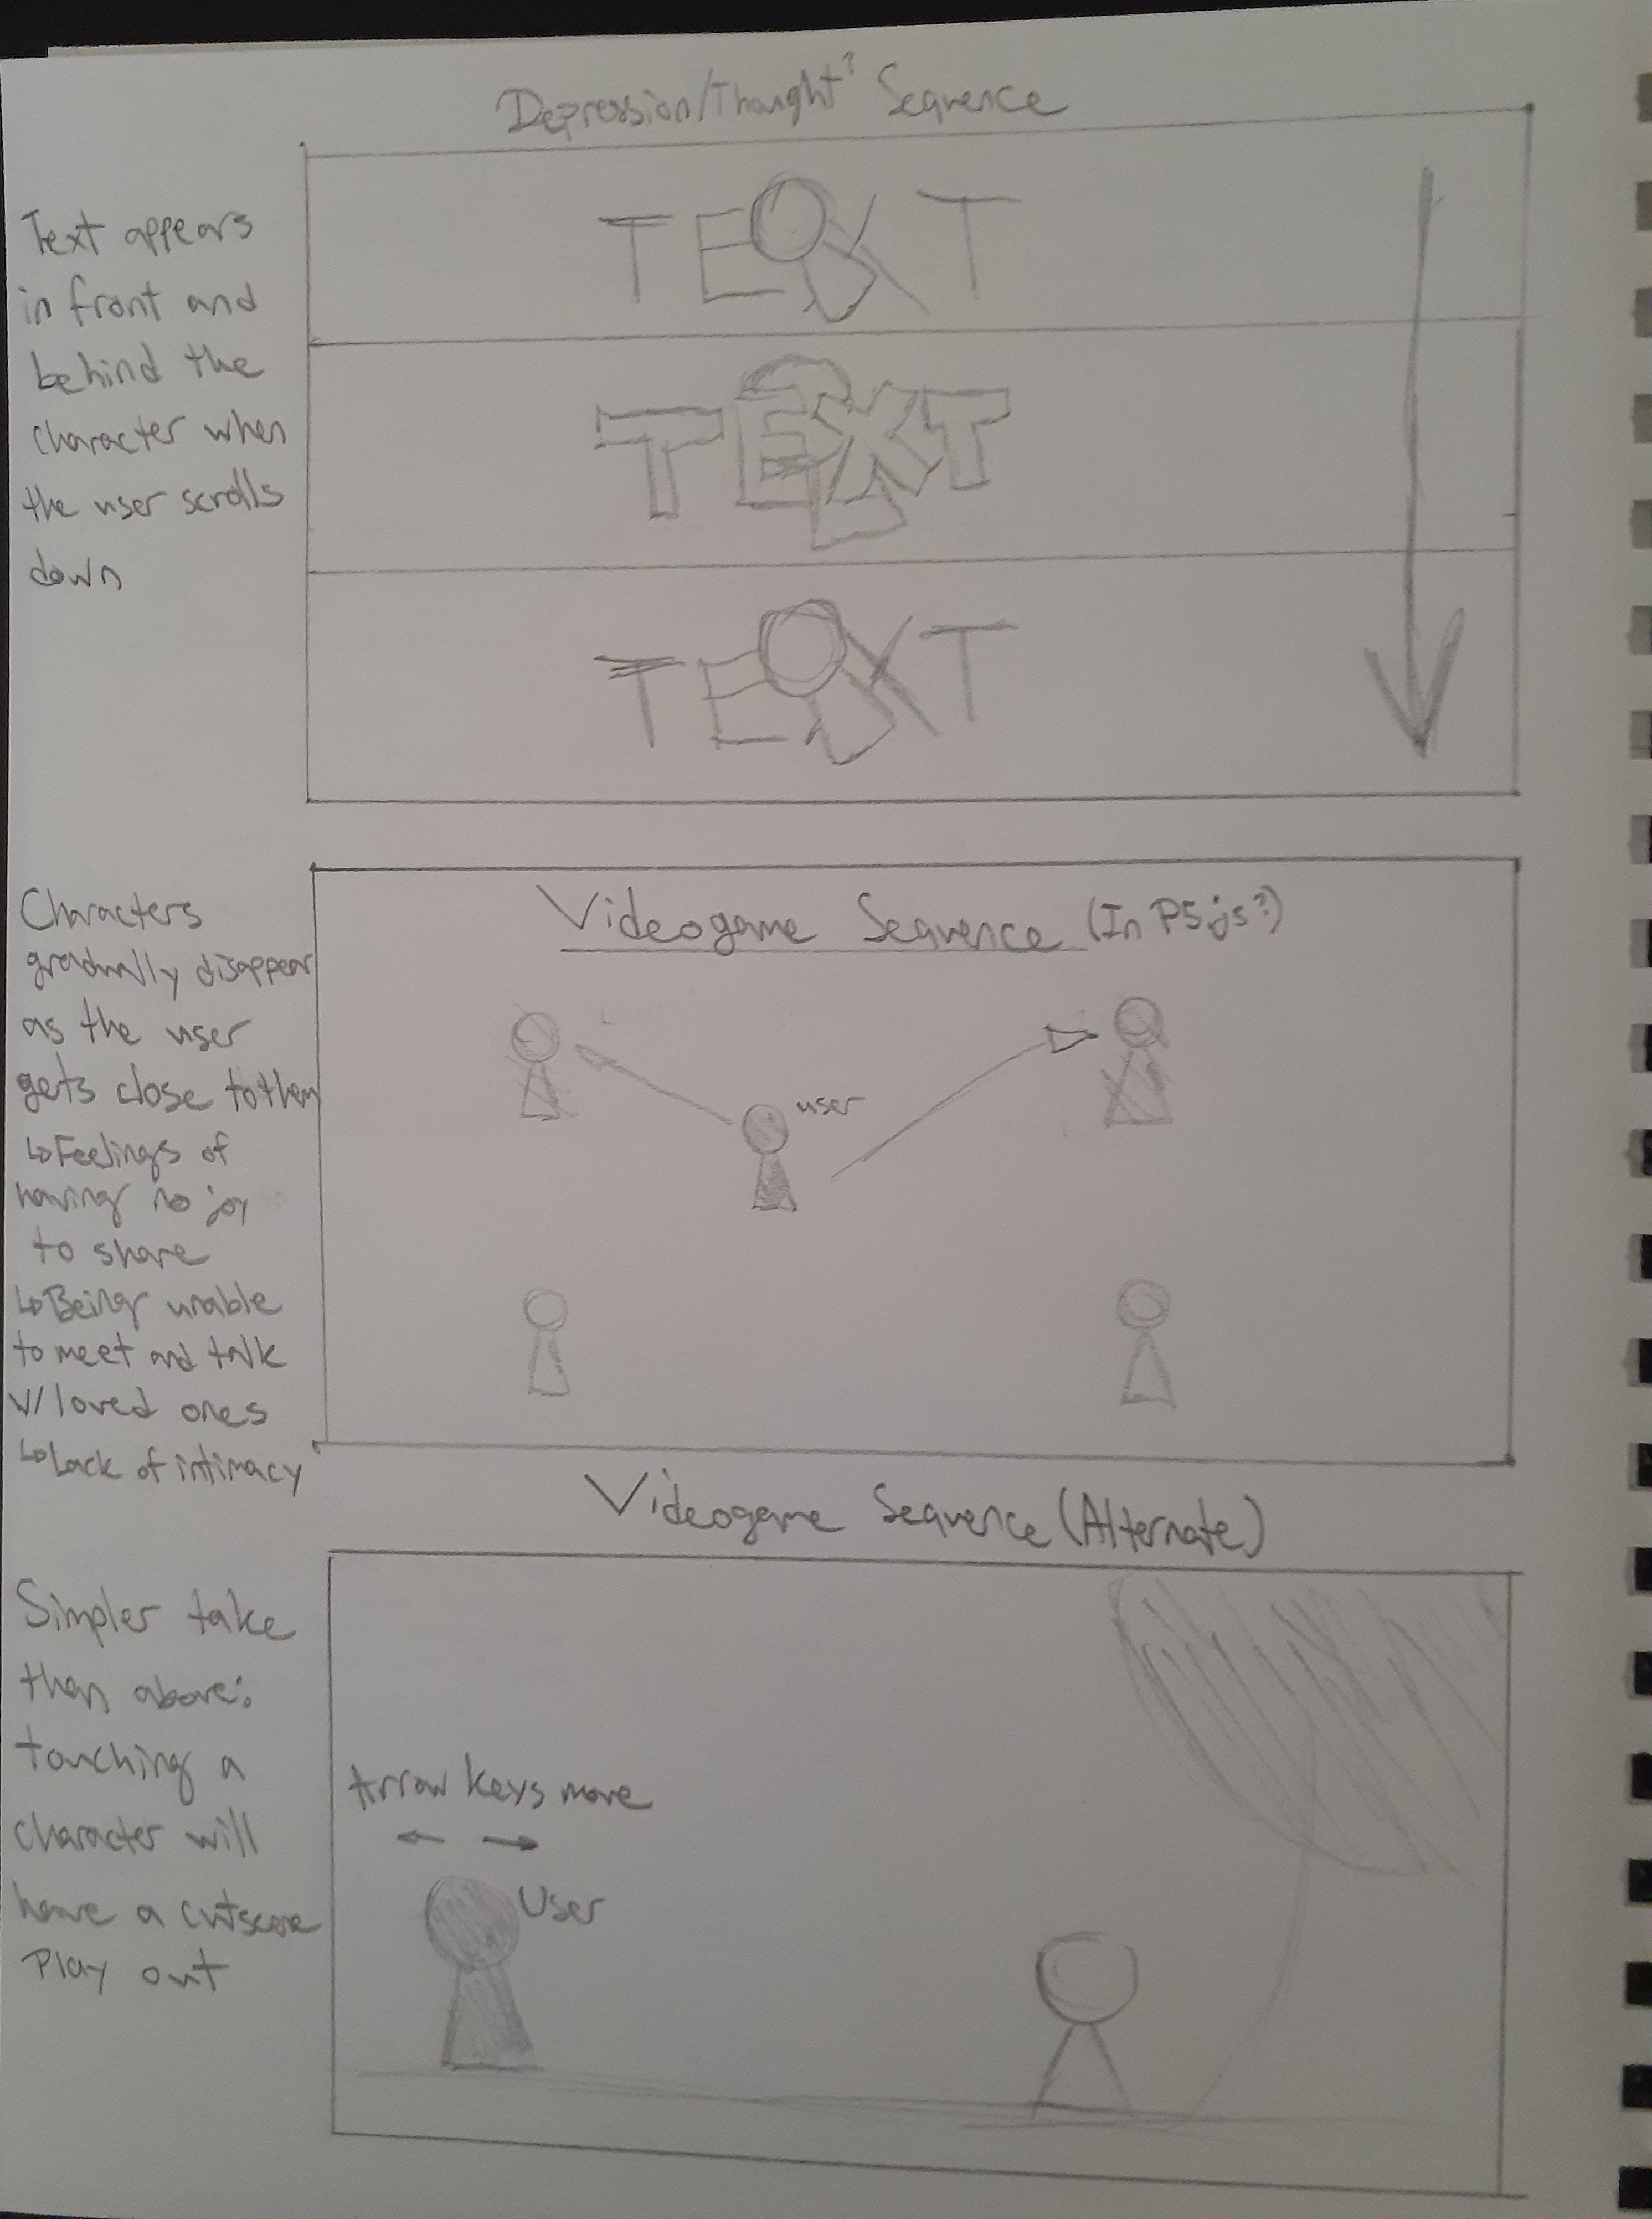 Depression/Thought? Sequence
Text appears
in front and
behind the
character when
the user scrolls
down
TEXT
TEXT
TEXT
Characters
gradually disappear
as the user
gets close to them
↳Feelings of
having no joy
to share
↳Being unable
to meet and talk
w/ loved ones
↳Lack of intimacy
Videogame Sequence (In P5.js?)
user
Videogame Sequence (Alternate)
Simpler take
than above:
touching a
character will
have a cutscene
Play out
Arrow keys move
← →
User